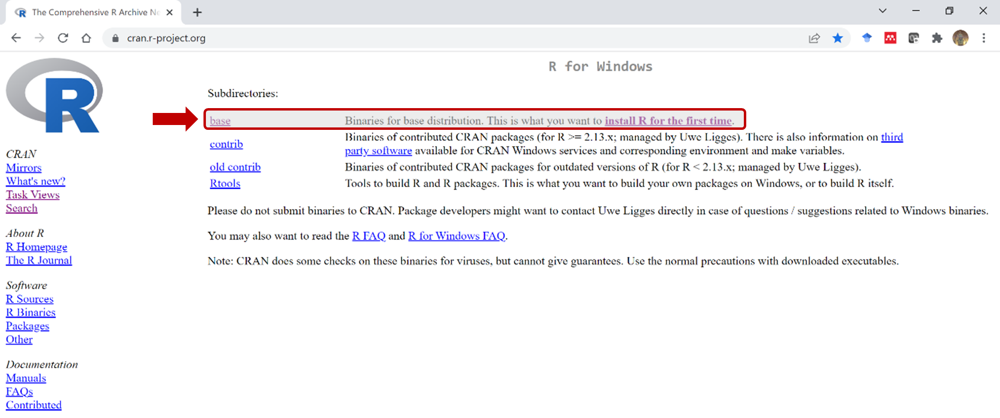 The Comprehensive R Archive Ne
cran.r-project.org
R
CRAN
Mirrors
What's new?
Task Views
Search
About R
R Homepage
The R Journal
Software
R Sources
R Binaries
Packages
Other
Documentation
Manuals
FAQs
Contributed
R for Windows
Subdirectories:
base Binaries for base distribution. This is what you want to install R for the first time.
contrib Binaries of contributed CRAN packages (for R >= 2.13.x; managed by Uwe Ligges). There is also information on third
party software available for CRAN Windows services and corresponding environment and make variables.
old contrib Binaries of contributed CRAN packages for outdated versions of R (for R < 2.13.x; managed by Uwe Ligges).
Rtools Tools to build R and R packages. This is what you want to build your own packages on Windows, or to build R itself.
Please do not submit binaries to CRAN. Package developers might want to contact Uwe Ligges directly in case of questions / suggestions related to Windows binaries.
You may also want to read the R FAQ and R for Windows FAQ.
Note: CRAN does some checks on these binaries for viruses, but cannot give guarantees. Use the normal precautions with downloaded executables.